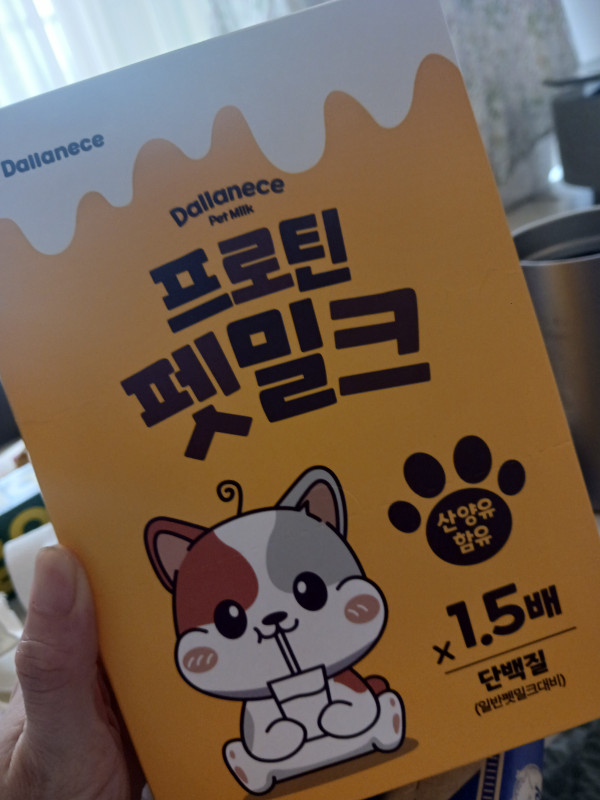 Dallanece
Dallanece
Pet Milk
프로틴
펫밀크
산양유
함유
x1.5배
단백질
(일반펫밀크대비)